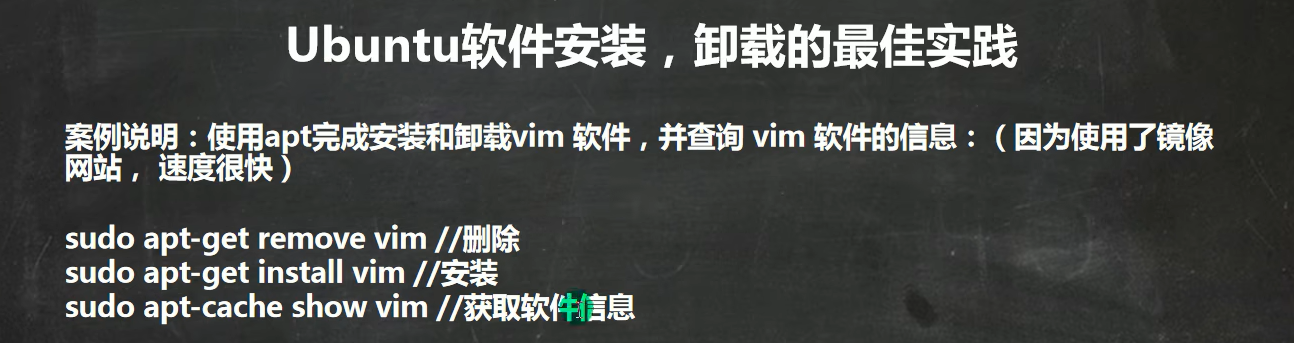 Ubuntu软件安装，卸载的最佳实践
案例说明：使用apt完成安装和卸载vim 软件，并查询 vim 软件的信息：（因为使用了镜像
网站， 速度很快）
sudo apt-get remove vim //删除
sudo apt-get install vim //安装
sudo apt-cache show vim //获取软件信息